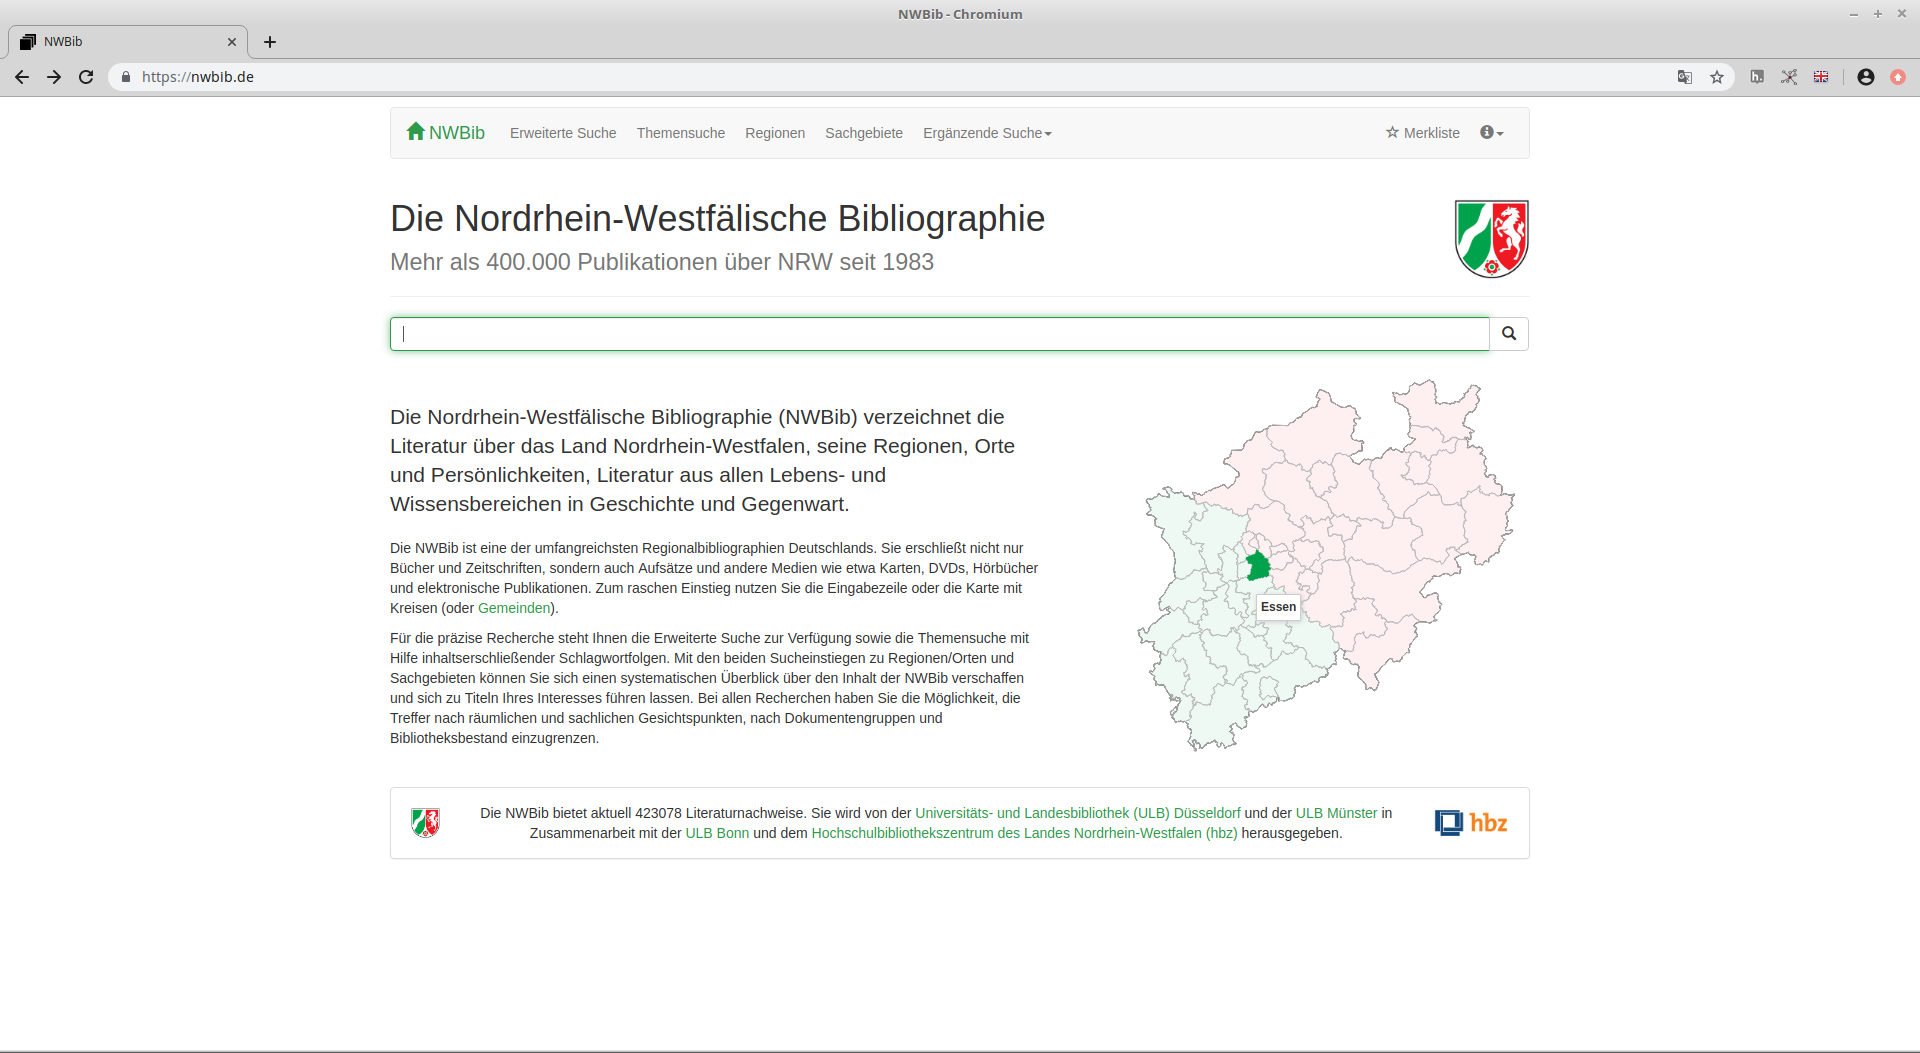 NWBib - Chromium
NWBib
https://nwbib.de
NWBib Erweiterte Suche Themensuche Regionen Sachgebiete Ergänzende Suche Merkliste
Die Nordrhein-Westfälische Bibliographie
Mehr als 400.000 Publikationen über NRW seit 1983
Die Nordrhein-Westfälische Bibliographie (NWBib) verzeichnet die
Literatur über das Land Nordrhein-Westfalen, seine Regionen, Orte
und Persönlichkeiten, Literatur aus allen Lebens- und
Wissensbereichen in Geschichte und Gegenwart.
Die NWBib ist eine der umfangreichsten Regionalbibliographien Deutschlands. Sie erschließt nicht nur
Bücher und Zeitschriften, sondern auch Aufsätze und andere Medien wie etwa Karten, DVDs, Hörbücher
und elektronische Publikationen. Zum raschen Einstieg nutzen Sie die Eingabezeile oder die Karte mit
Kreisen (oder Gemeinden).
Für die präzise Recherche steht Ihnen die Erweiterte Suche zur Verfügung sowie die Themensuche mit
Hilfe inhaltserschließender Schlagwortfolgen. Mit den beiden Sucheinstiegen zu Regionen/Orten und
Sachgebieten können Sie sich einen systematischen Überblick über den Inhalt der NWBib verschaffen
und sich zu Titeln Ihres Interesses führen lassen. Bei allen Recherchen haben Sie die Möglichkeit, die
Treffer nach räumlichen und sachlichen Gesichtspunkten, nach Dokumentengruppen und
Bibliotheksbestand einzugrenzen.
Essen
Die NWBib bietet aktuell 423078 Literaturnachweise. Sie wird von der Universitäts- und Landesbibliothek (ULB) Düsseldorf und der ULB Münster in
Zusammenarbeit mit der ULB Bonn und dem Hochschulbibliothekszentrum des Landes Nordrhein-Westfalen (hbz) herausgegeben.
hbz